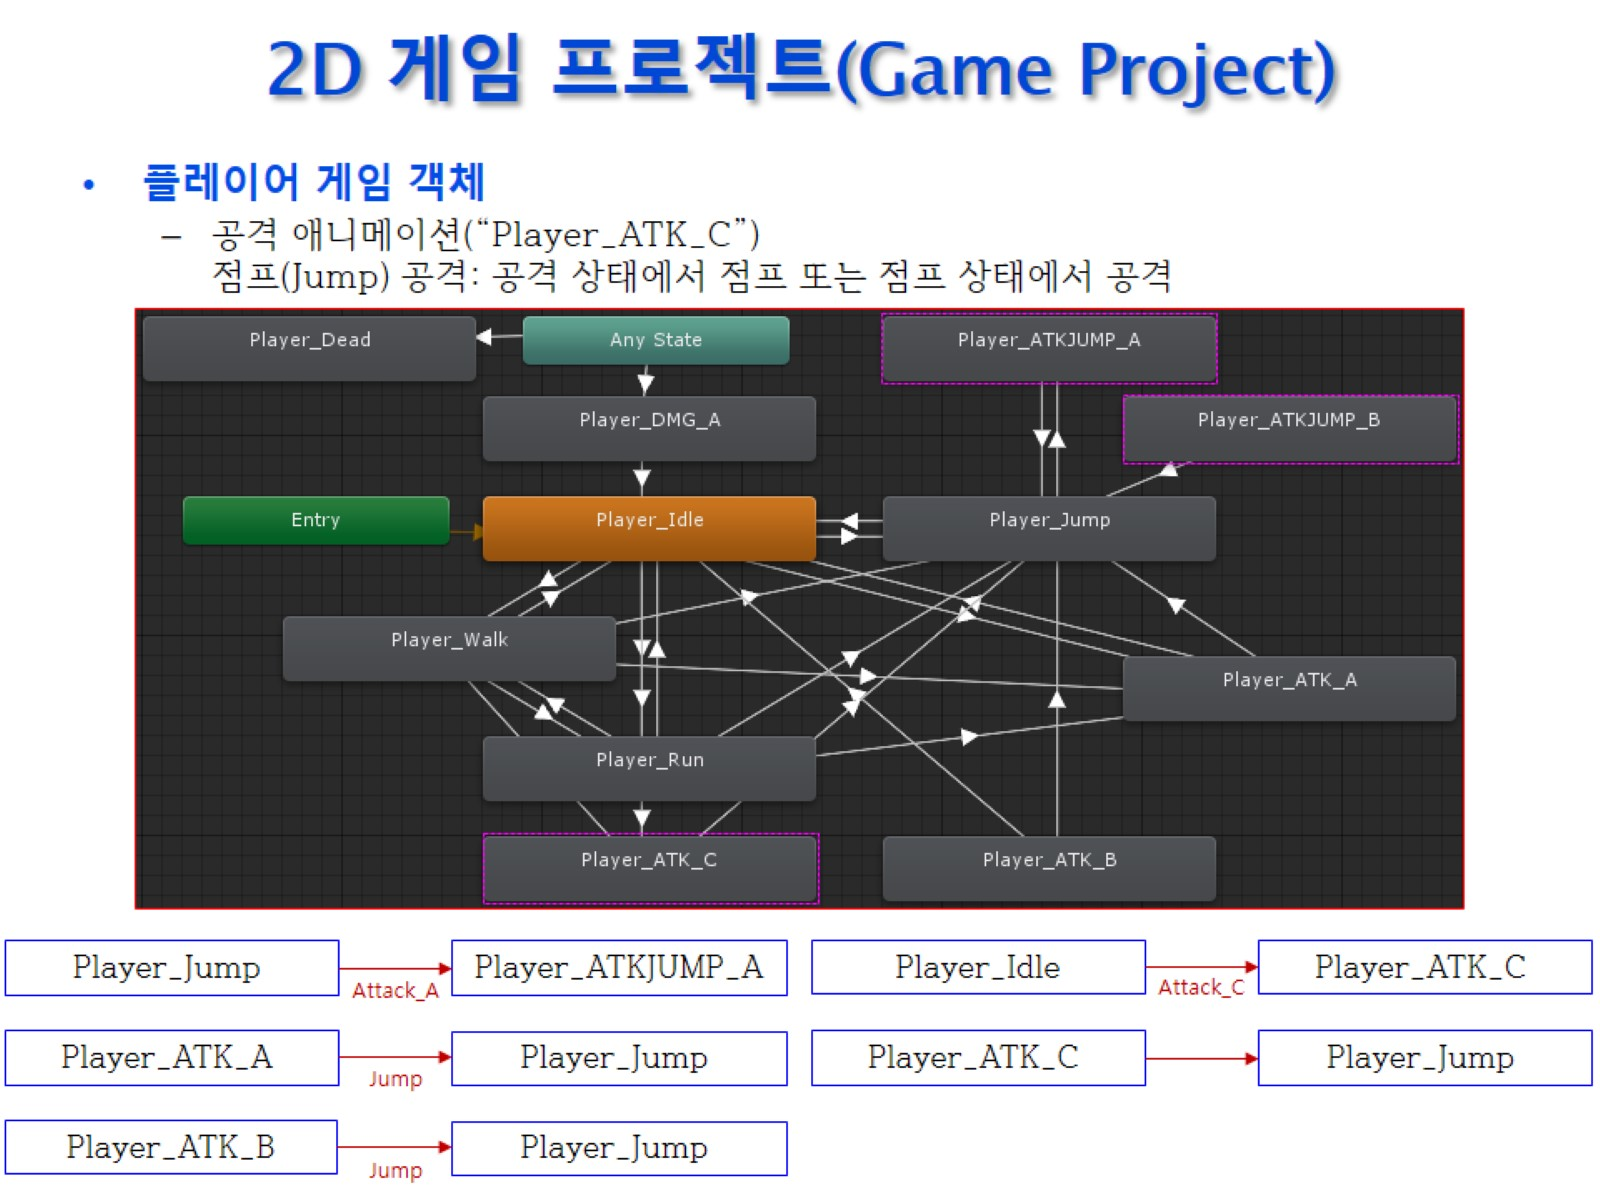 2D 게임 프로젝트(Game Project)
• 플레이어 게임 객체
– 공격 애니메이션(“Player_ATK_C”)
점프(Jump) 공격: 공격 상태에서 점프 또는 점프 상태에서 공격
Player_Dead
Any State
Player_ATKJUMP_A
Player_DMG_A
Player_ATKJUMP_B
Entry
Player_Idle
Player_Jump
Player_Walk
Player_ATK_A
Player_Run
Player_ATK_C
Player_ATK_B
Player_Jump
Attack_A
Player_ATKJUMP_A
Player_Idle
Attack_C
Player_ATK_C
Player_ATK_A
Jump
Player_Jump
Player_ATK_C
Player_Jump
Player_ATK_B
Jump
Player_Jump